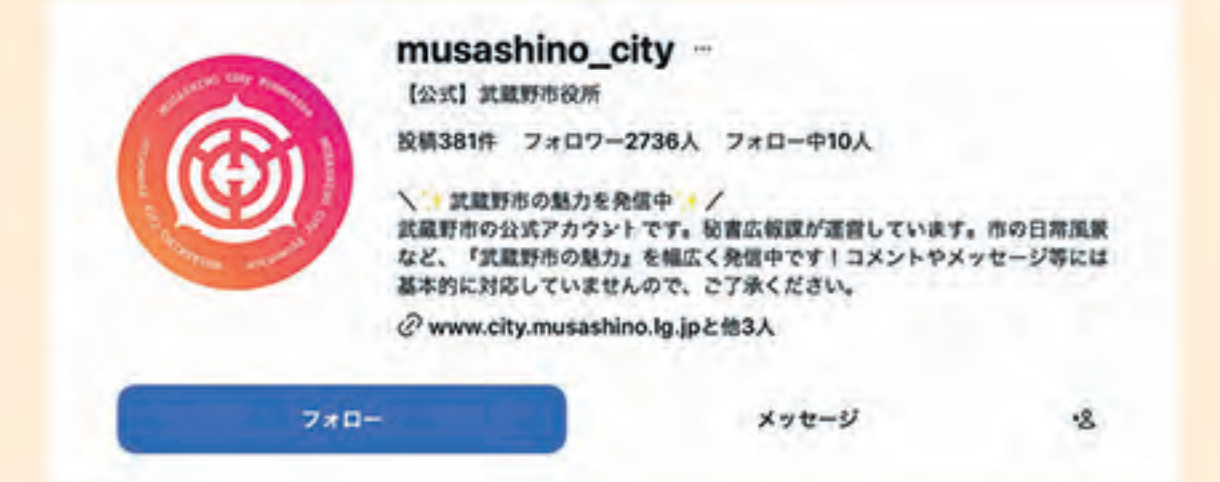 musashino_city …
【公式】武蔵野市役所
投稿381件 フォロワー2736人 フォロー中10人
＼✨武蔵野市の魅力を発信中✨／
武蔵野市の公式アカウントです。秘書広報課が運営しています。市の日常風景
など、『武蔵野市の魅力』を幅広く発信中です！コメントやメッセージ等には
基本的に対応していませんので、ご了承ください。
www.city.musashino.lg.jpと他3人
フォロー
メッセージ